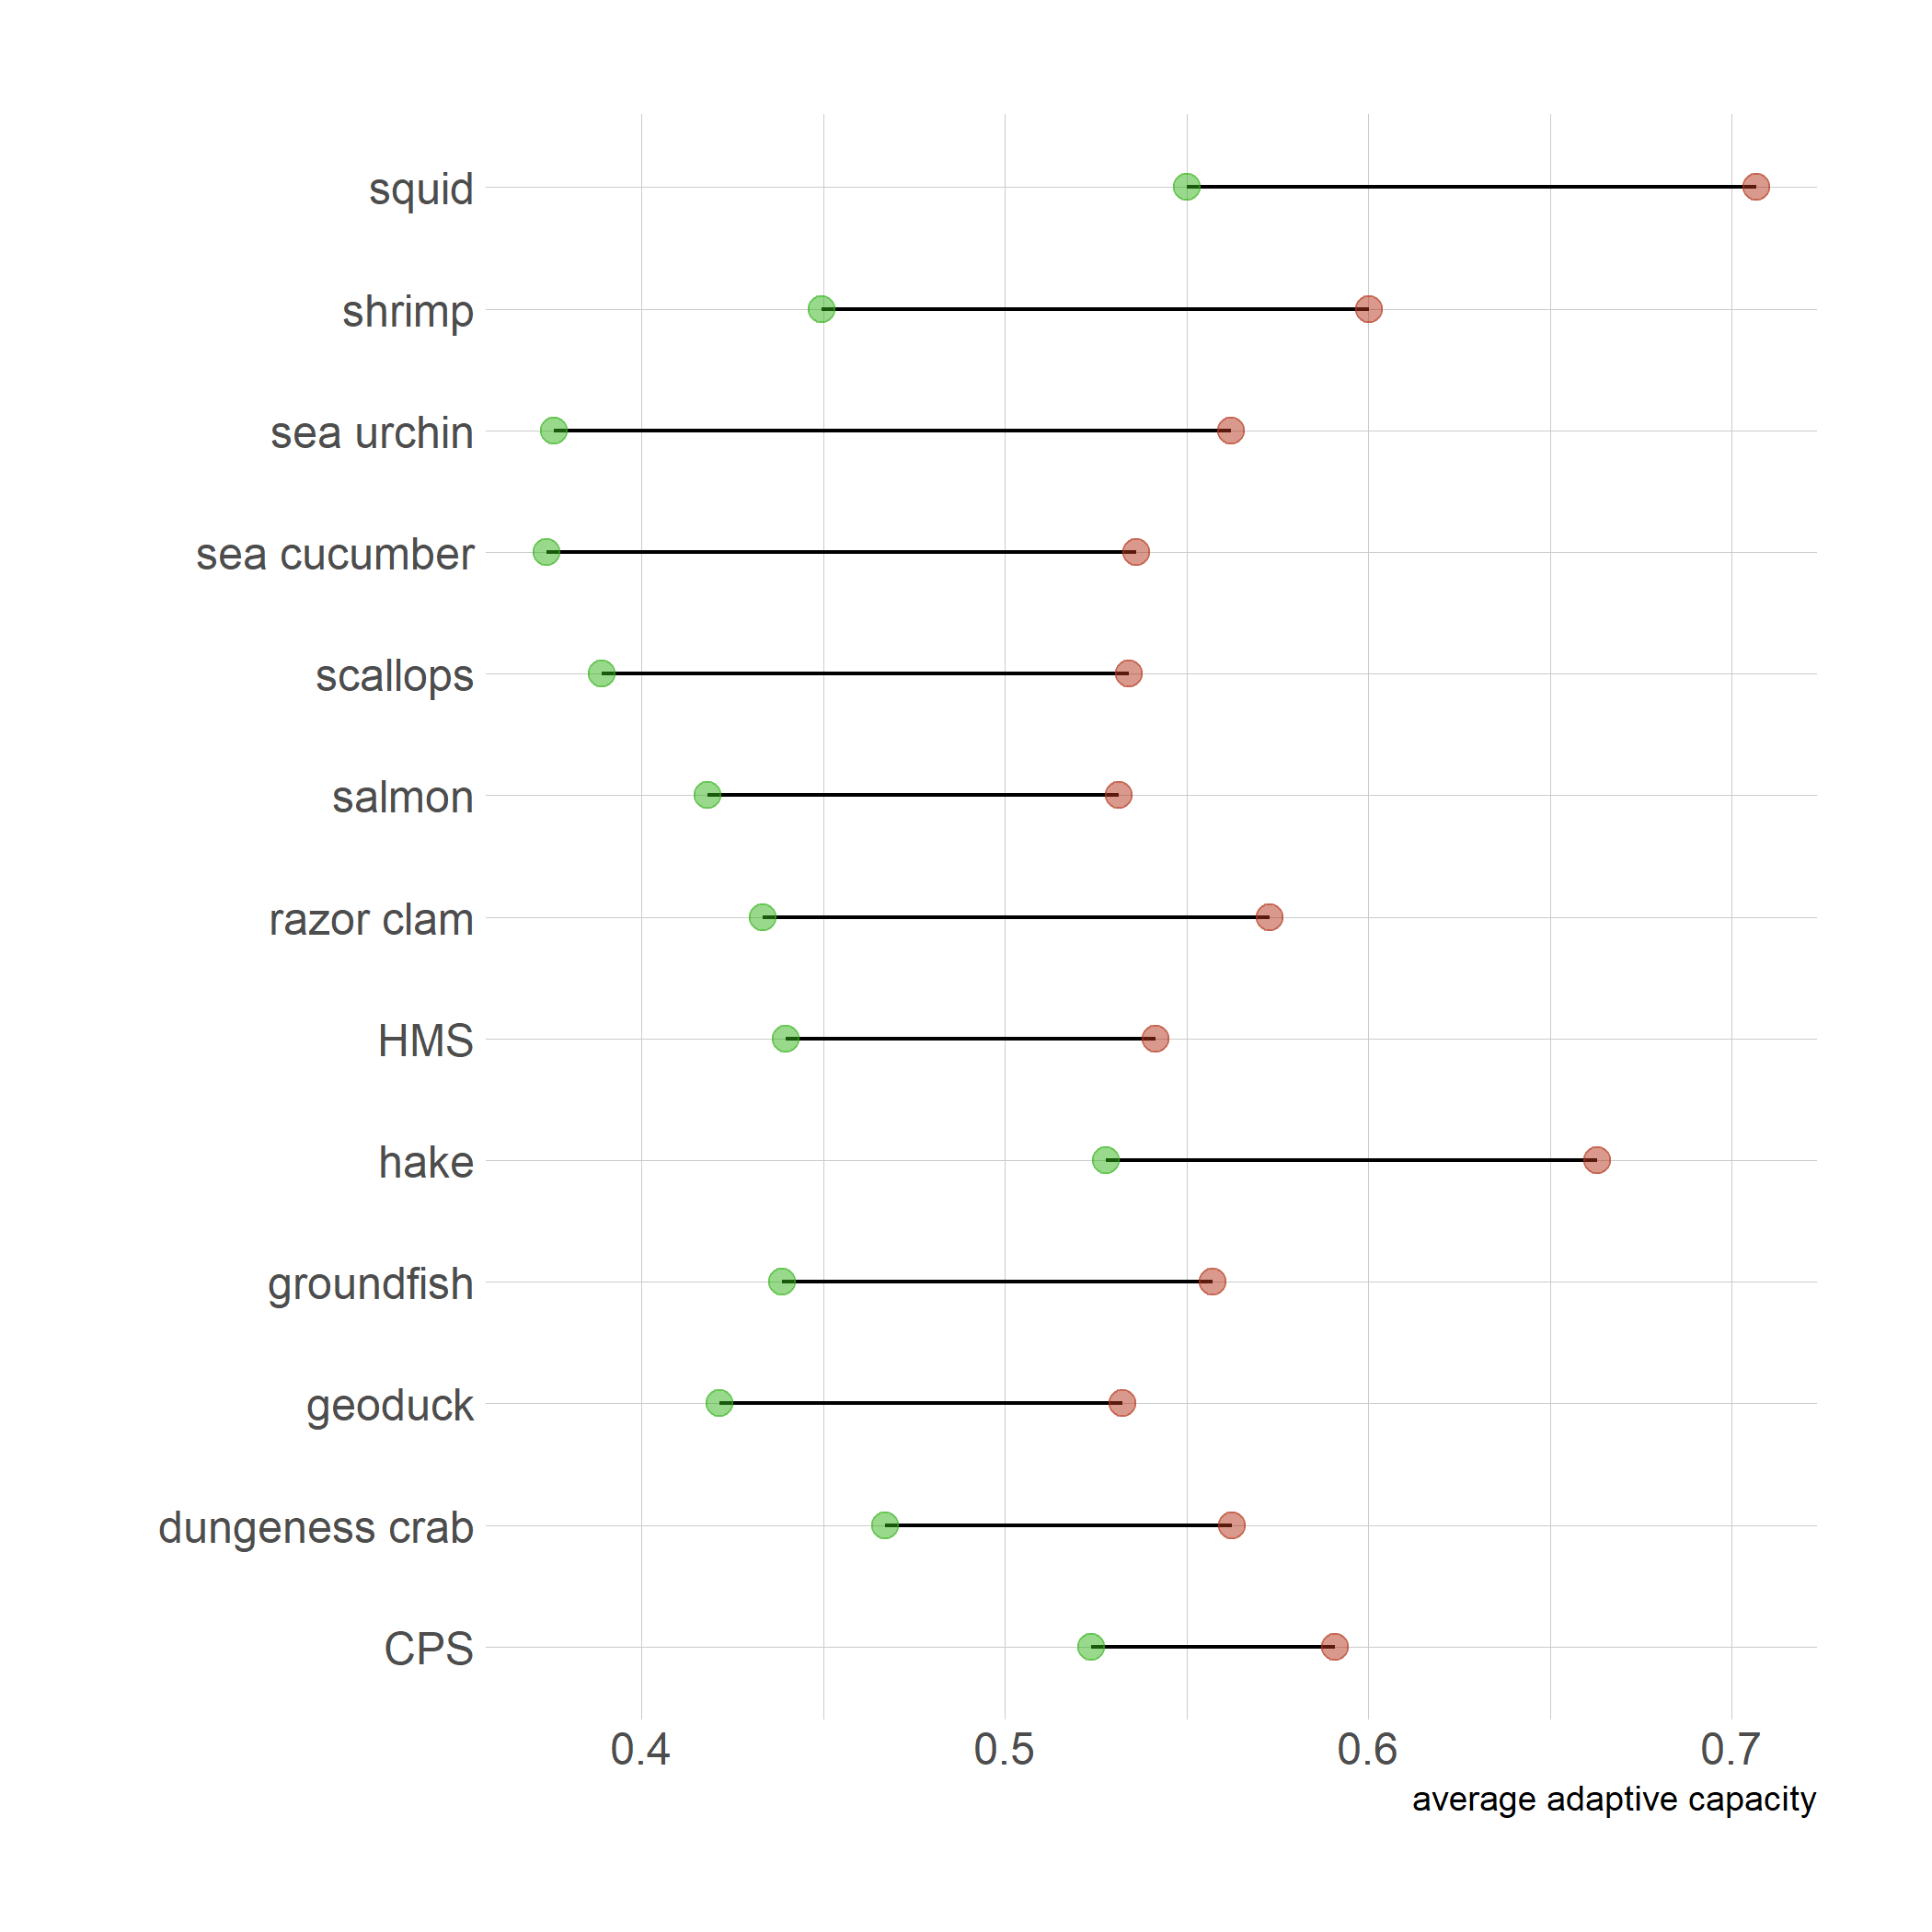 squid
shrimp
sea urchin
sea cucumber
scallops
salmon
razor clam
HMS
hake
groundfish
geoduck
dungeness crab
CPS
0.4 0.5 0.6 0.7
average adaptive capacity